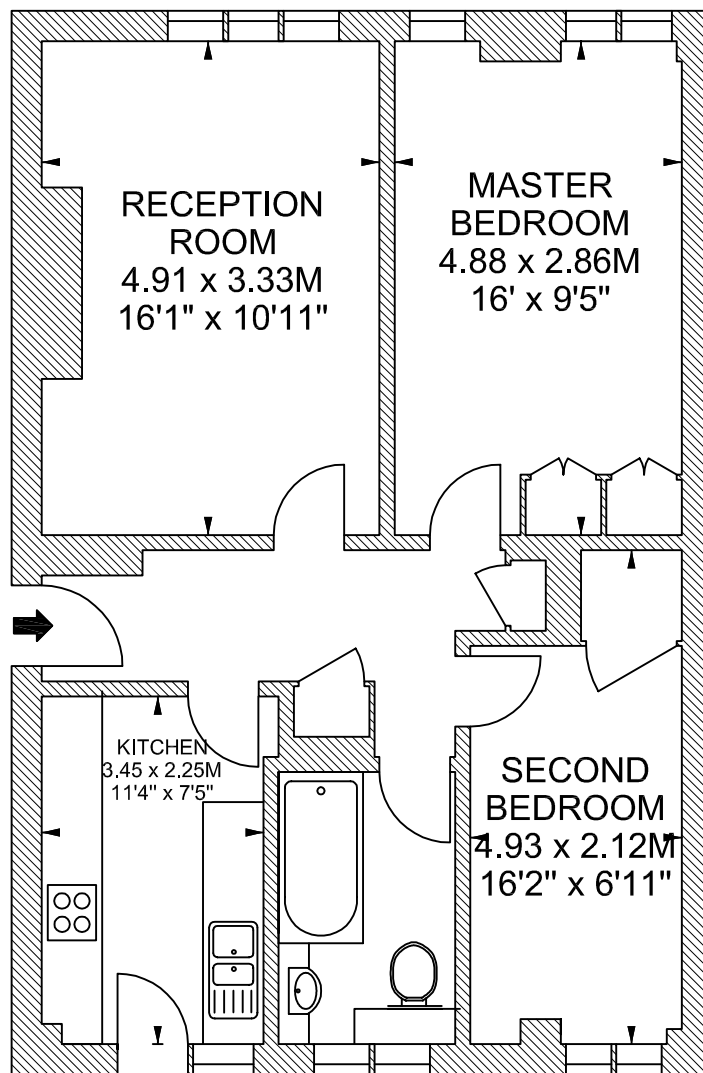 RECEPTION
ROOM
4.91 x 3.33M
16'1" x 10'11"
MASTER
BEDROOM
4.88 x 2.86M
16' x 9'5"
KITCHEN
3.45 x 2.25M
11'4" x 7'5"
SECOND
BEDROOM
4.93 x 2.12M
16'2" x 6'11"